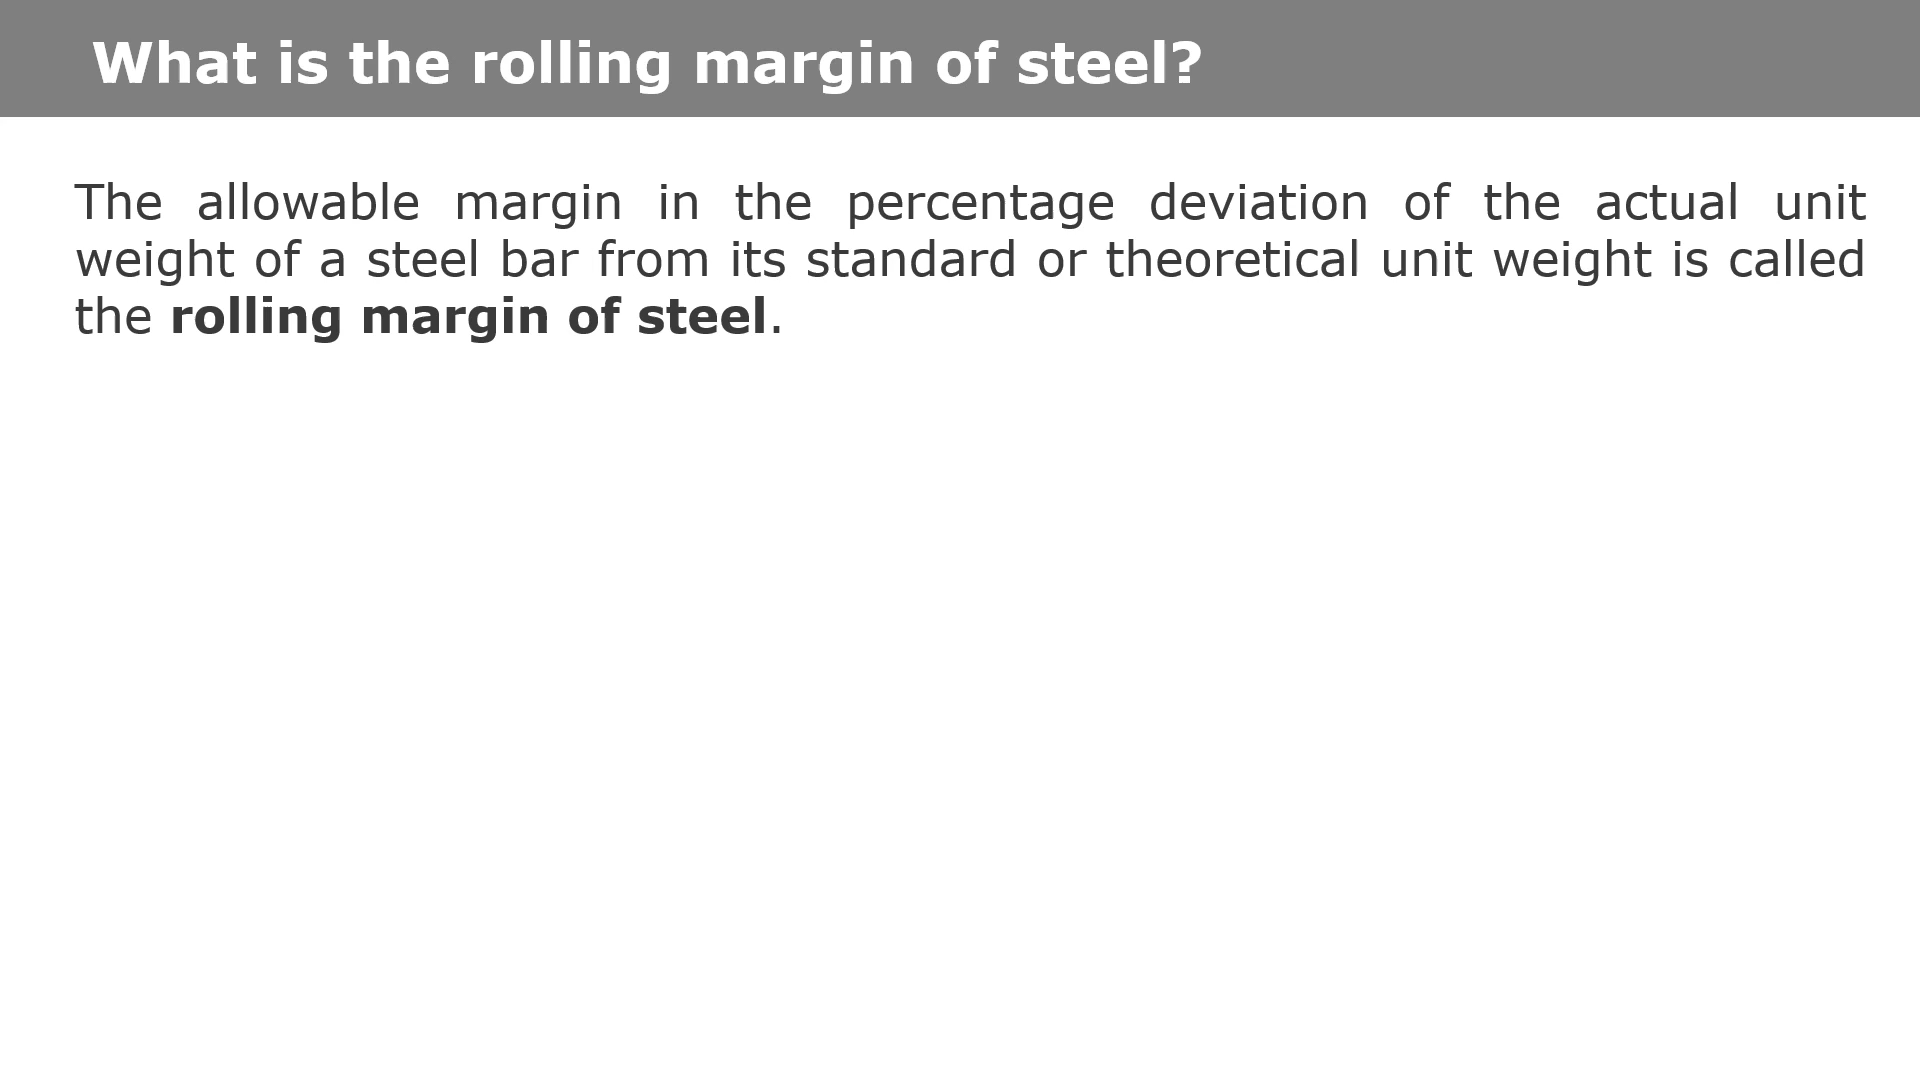 What is the rolling margin of steel?
The allowable margin in the percentage deviation of the actual unit
weight of a steel bar from its standard or theoretical unit weight is called
the rolling margin of steel.